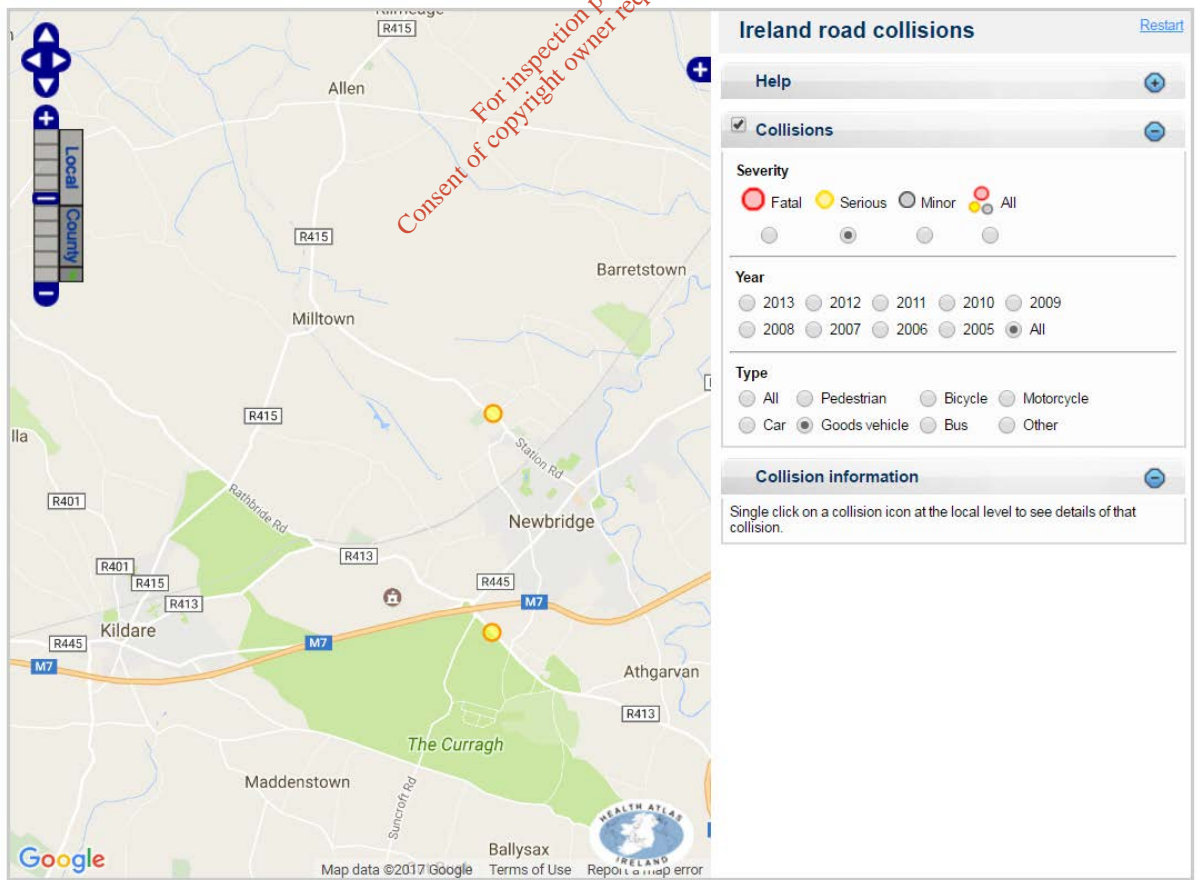 R415
For inspection p
Consent of copyright owner req
Allen
Local
County
R415
Barretstown
Milltown
R415
lla
Station Rd
R401
Rathbride Rd
Newbridge
R413
R401
R415
R445
R413
M7
Kildare
R445
M7
M7
Athgarvan
R413
The Curragh
Maddenstown
Suncroft Rd
HEALTH ATLAS
IRELAND
Ballysax
Google
Map data ©2017 Google Terms of Use Report a map error
Ireland road collisions
Restart
Help
Collisions
Severity
Fatal Serious Minor All
Year
2013 2012 2011 2010 2009
2008 2007 2006 2005 All
Type
All Pedestrian Bicycle Motorcycle
Car Goods vehicle Bus Other
Collision information
Single click on a collision icon at the local level to see details of that
collision.